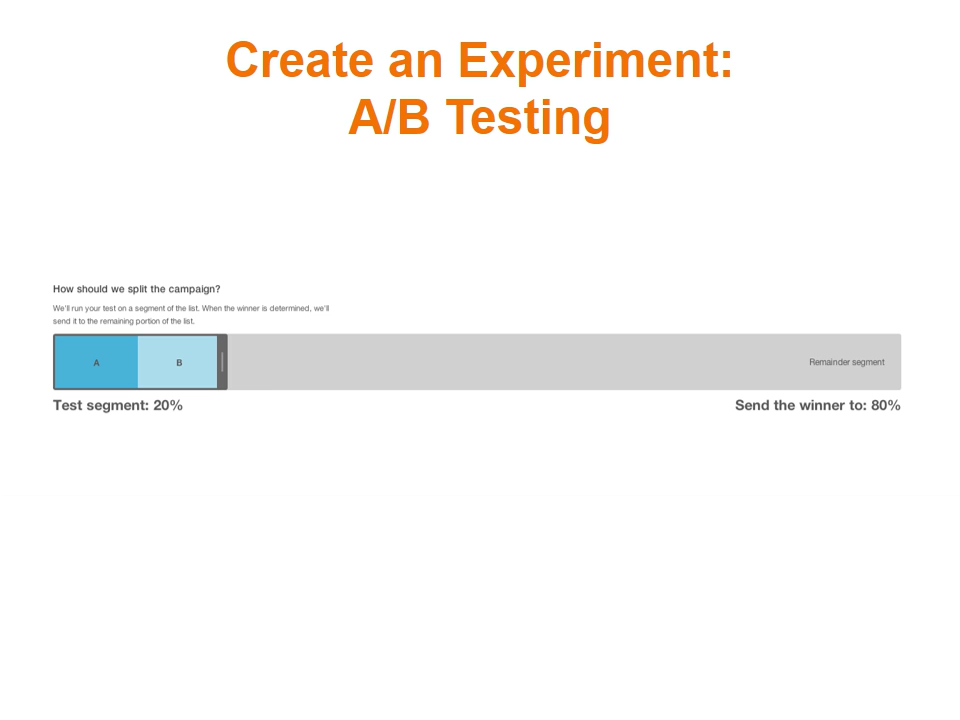 Create an Experiment:
A/B Testing
How should we split the campaign?
We'll run your test on a segment of the list. When the winner is determined, we'll
send it to the remaining portion of the list.
A
B
Remainder segment
Test segment: 20%
Send the winner to: 80%